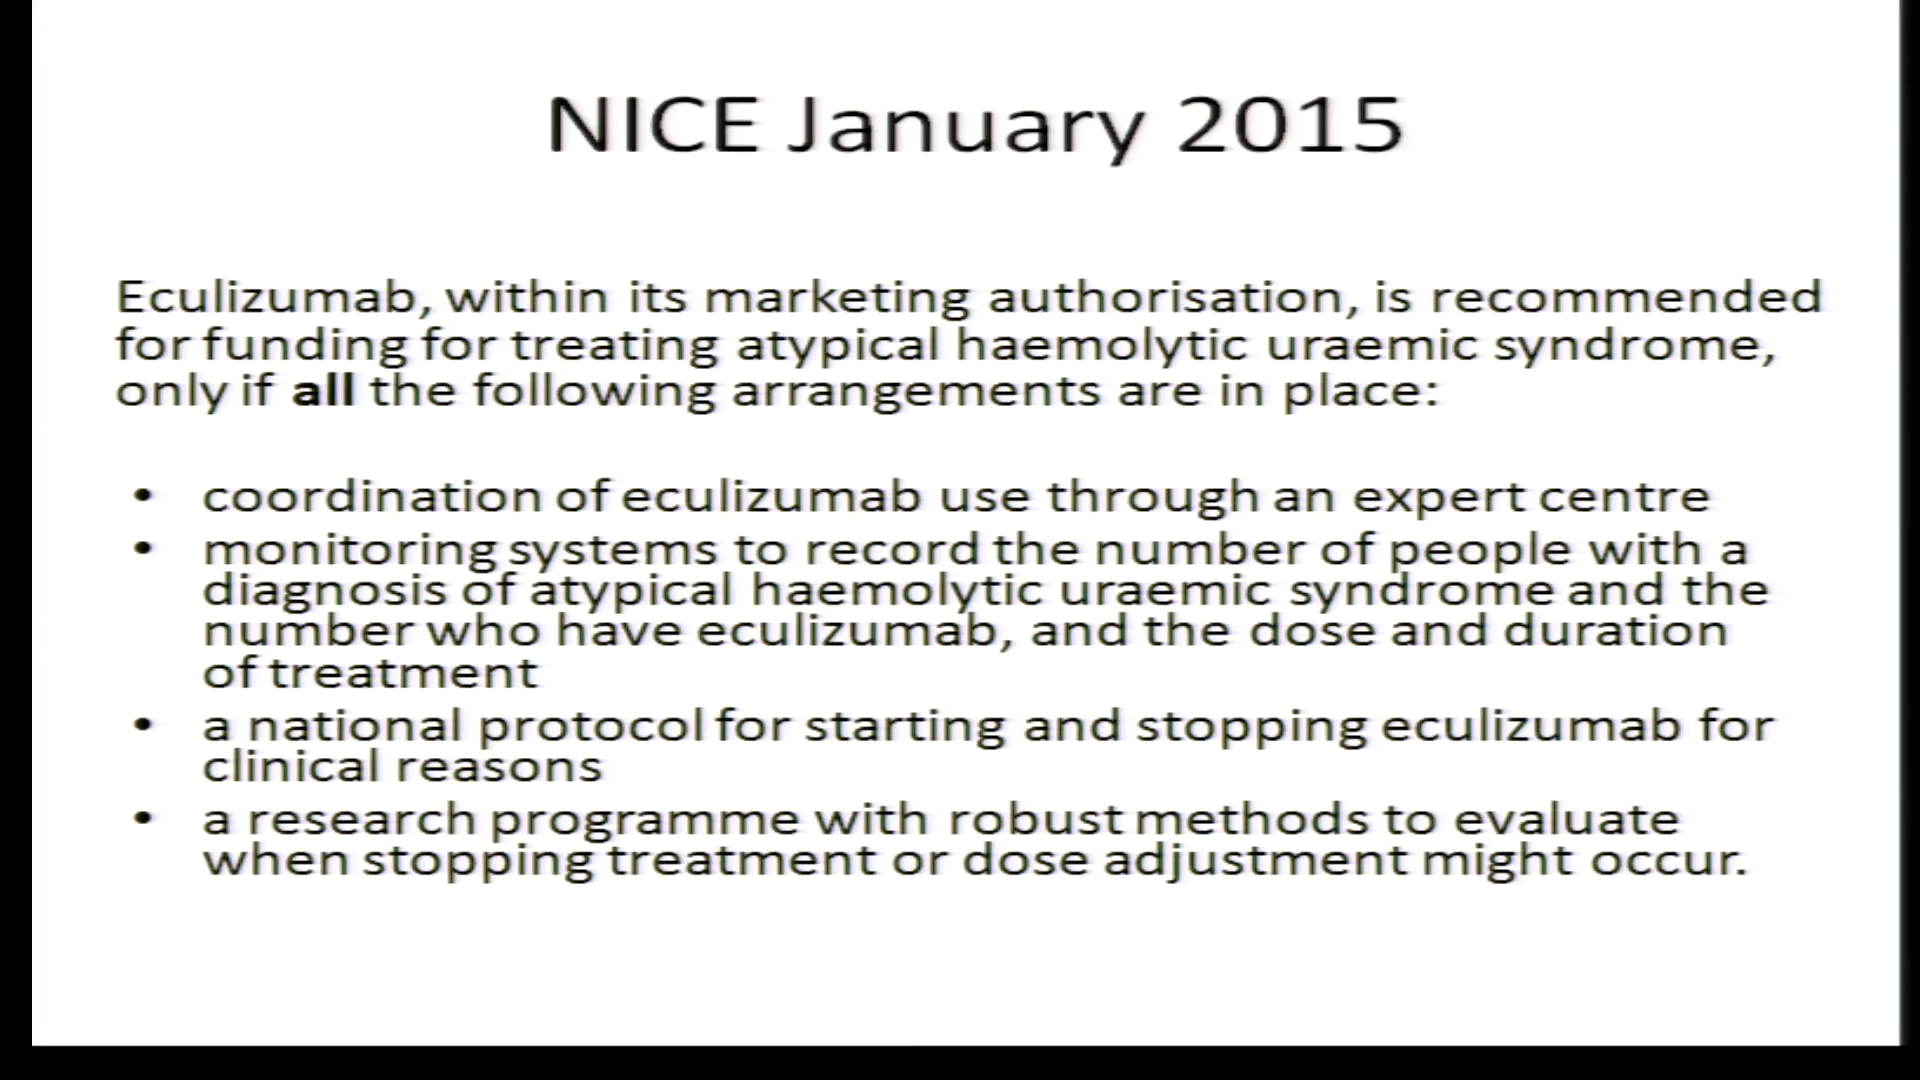 NICE January 2015
Eculizumab, within its marketing authorisation, is recommended
for funding for treating atypical haemolytic uraemic syndrome,
only if all the following arrangements are in place:
• coordination of eculizumab use through an expert centre
• monitoring systems to record the number of people with a
diagnosis of atypical haemolytic uraemic syndrome and the
number who have eculizumab, and the dose and duration
of treatment
• a national protocol for starting and stopping eculizumab for
clinical reasons
• a research programme with robust methods to evaluate
when stopping treatment or dose adjustment might occur.